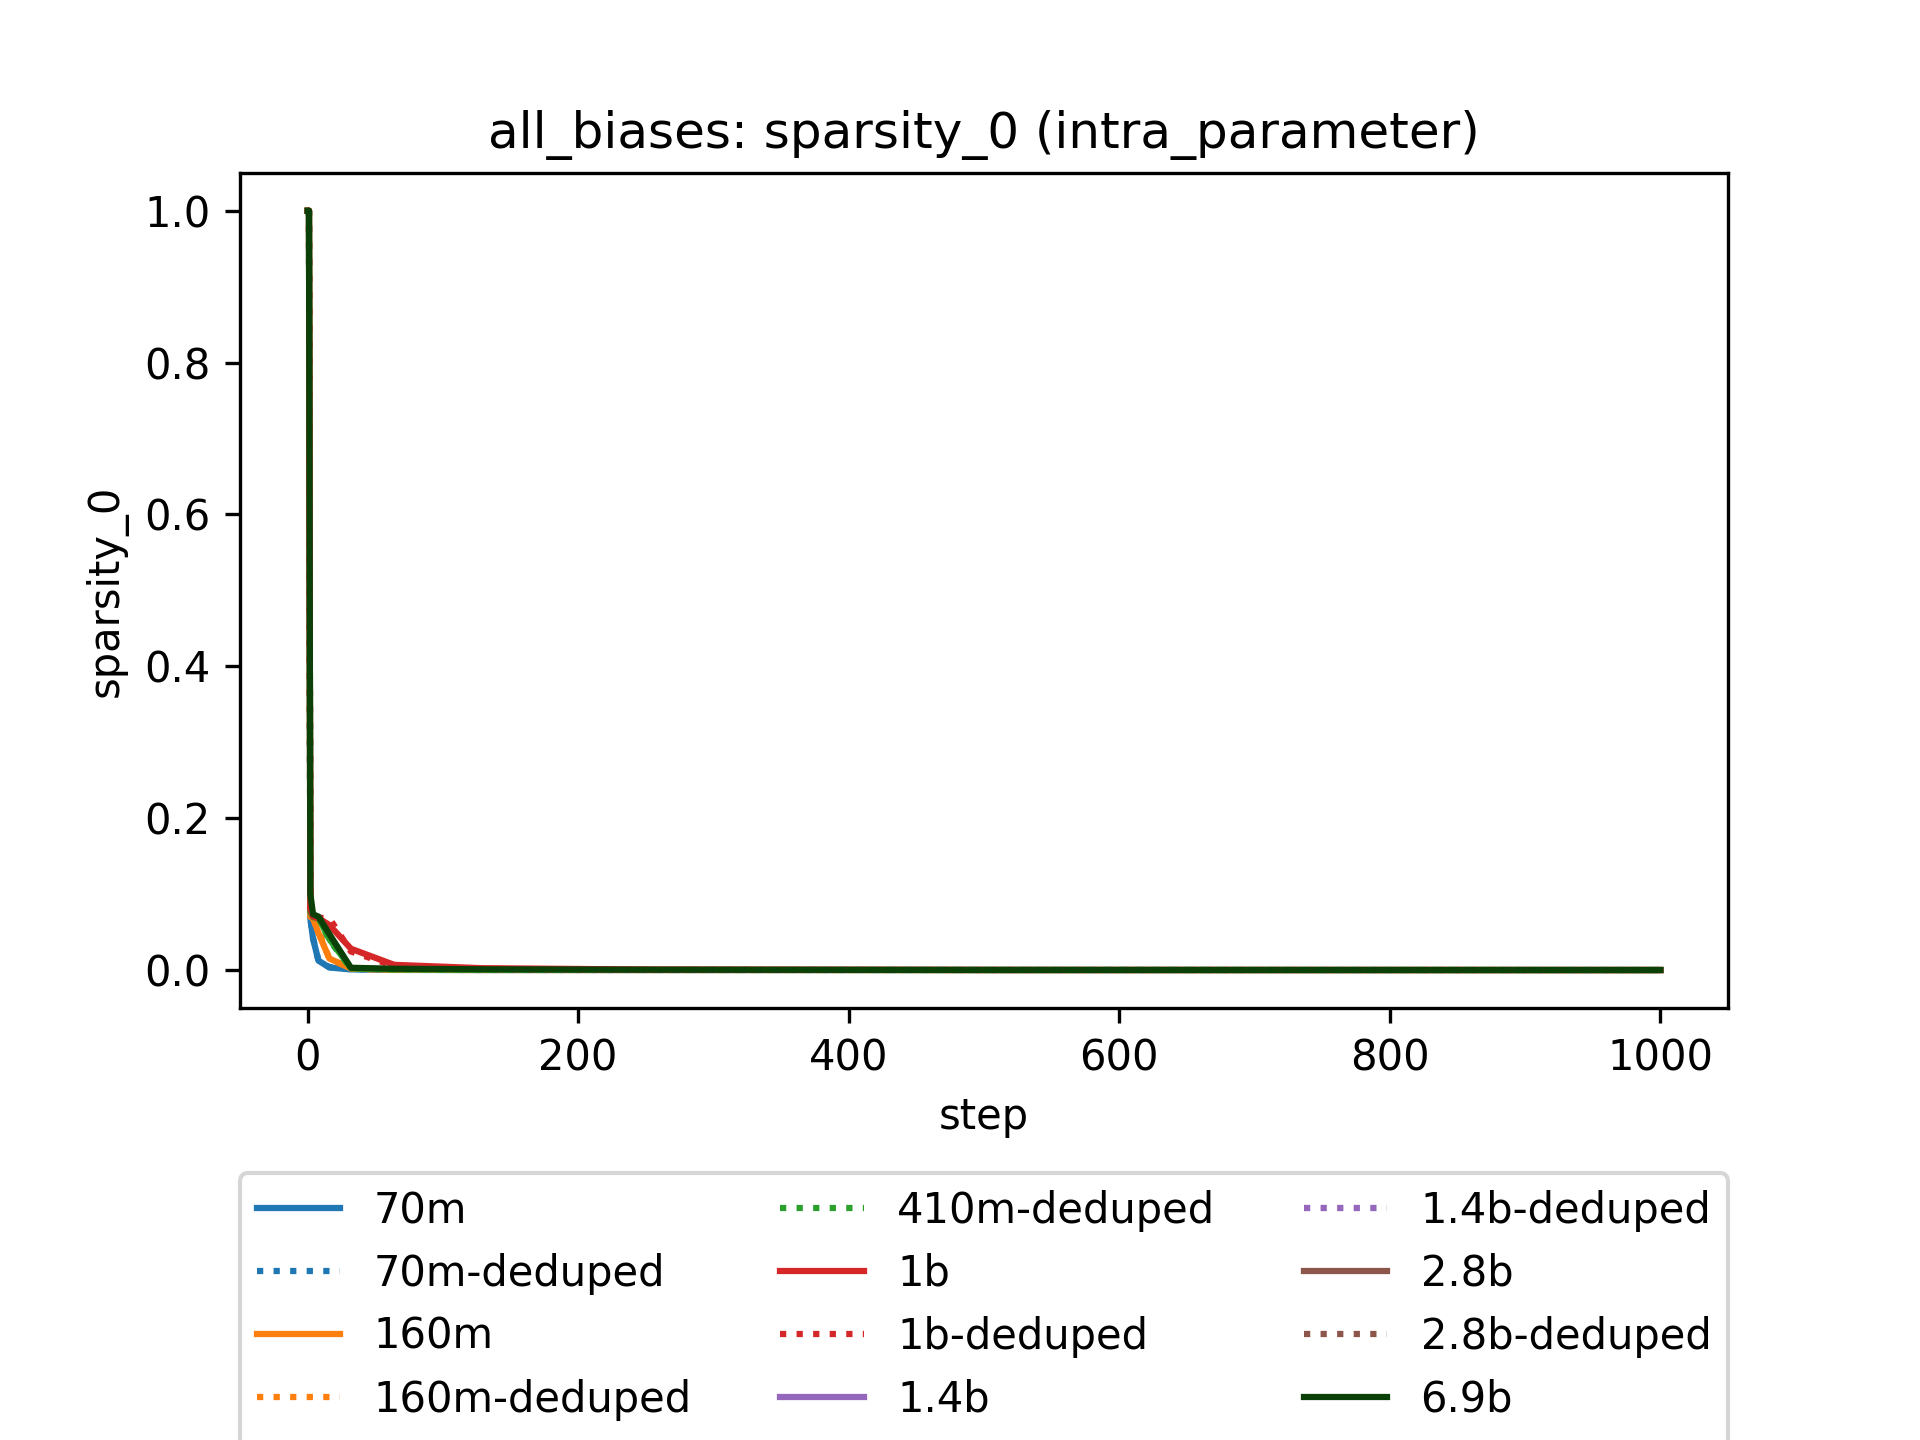 all_biases: sparsity_0 (intra_parameter)
1.0
0.8
0.6
0.4
0.2
0.0
sparsity_0
0 200 400 600 800 1000
step
70m 410m-deduped 1.4b-deduped
70m-deduped 1b 2.8b
160m 1b-deduped 2.8b-deduped
160m-deduped 1.4b 6.9b